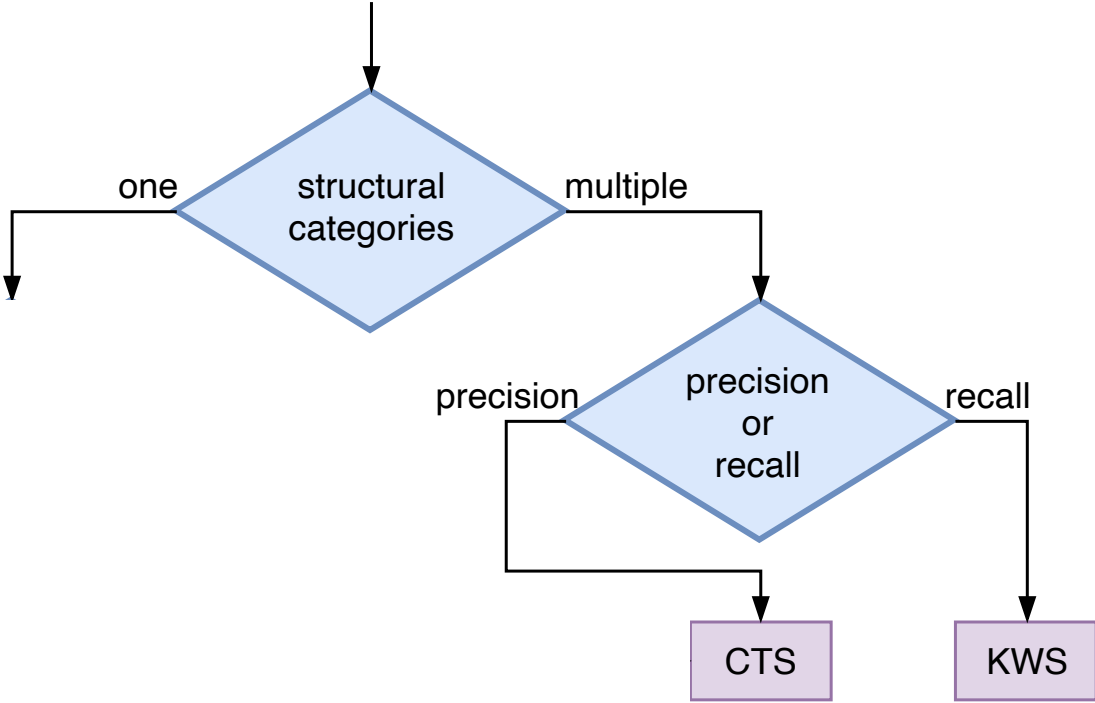 one
structural
categories
multiple
precision
precision
or
recall
recall
CTS
KWS